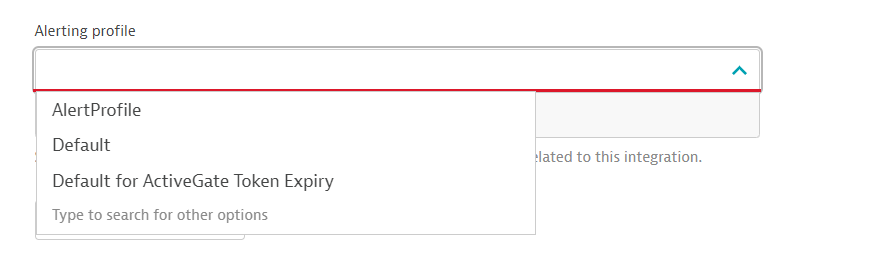 Alerting profile
AlertProfile
Default
elated to this integration.
Default for ActiveGate Token Expiry
Type to search for other options